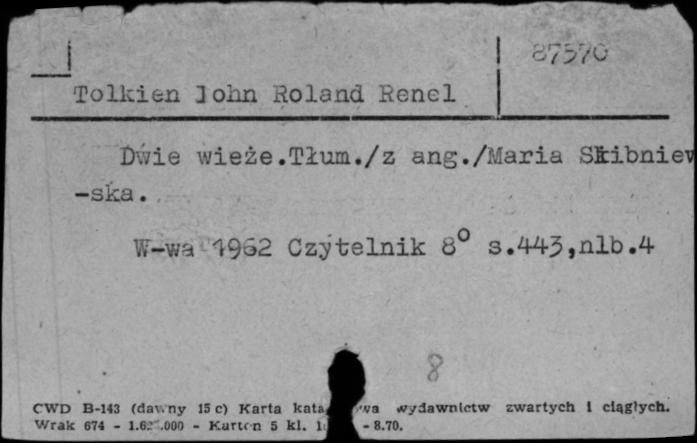 87570
Tolkien John Roland Renel
Dwie wieże.Tłum./z ang./Maria Skibniew
-ska.
W-wa 1962 Czytelnik 8° s.443,nlb.4
8
CWD B-143 (dawny 15 c) Karta wydawnictw zwartych i ciągłych.
Wrak 674 - Karton 5 kl. - 8.70.